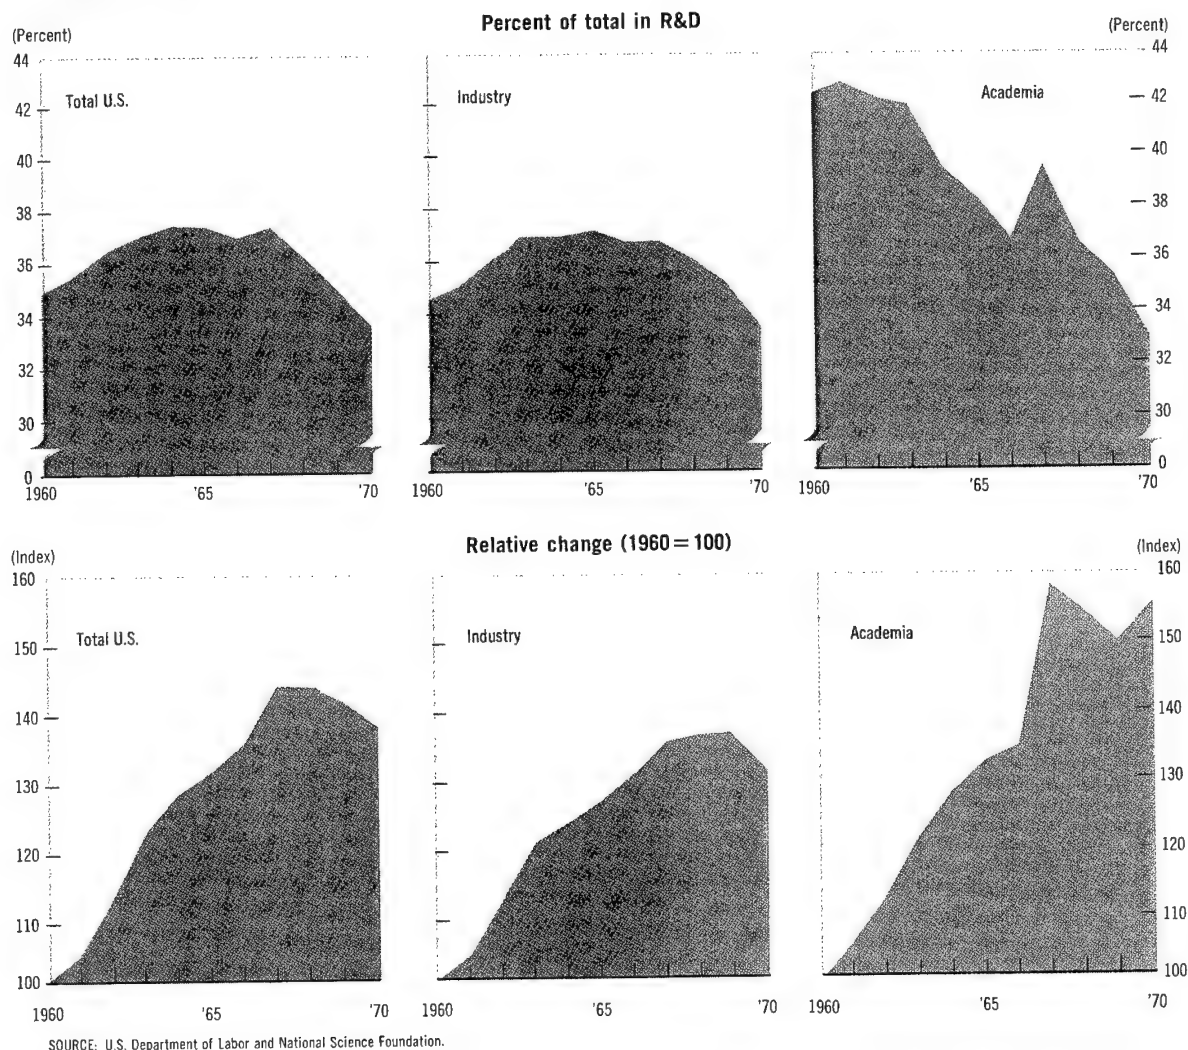 Percent of total in R&D
(Percent)
(Percent)
44
42
40
38
36
34
32
30
0
Total U.S.
1960 '65 '70
Industry
1960 '65 '70
Academia
44
42
40
38
36
34
32
30
0
1960 '65 '70
Relative change (1960=100)
(Index)
(Index)
160
150
140
130
120
110
100
Total U.S.
1960 '65 '70
Industry
1960 '65 '70
Academia
160
150
140
130
120
110
100
1960 '65 '70
SOURCE: U.S. Department of Labor and National Science Foundation.